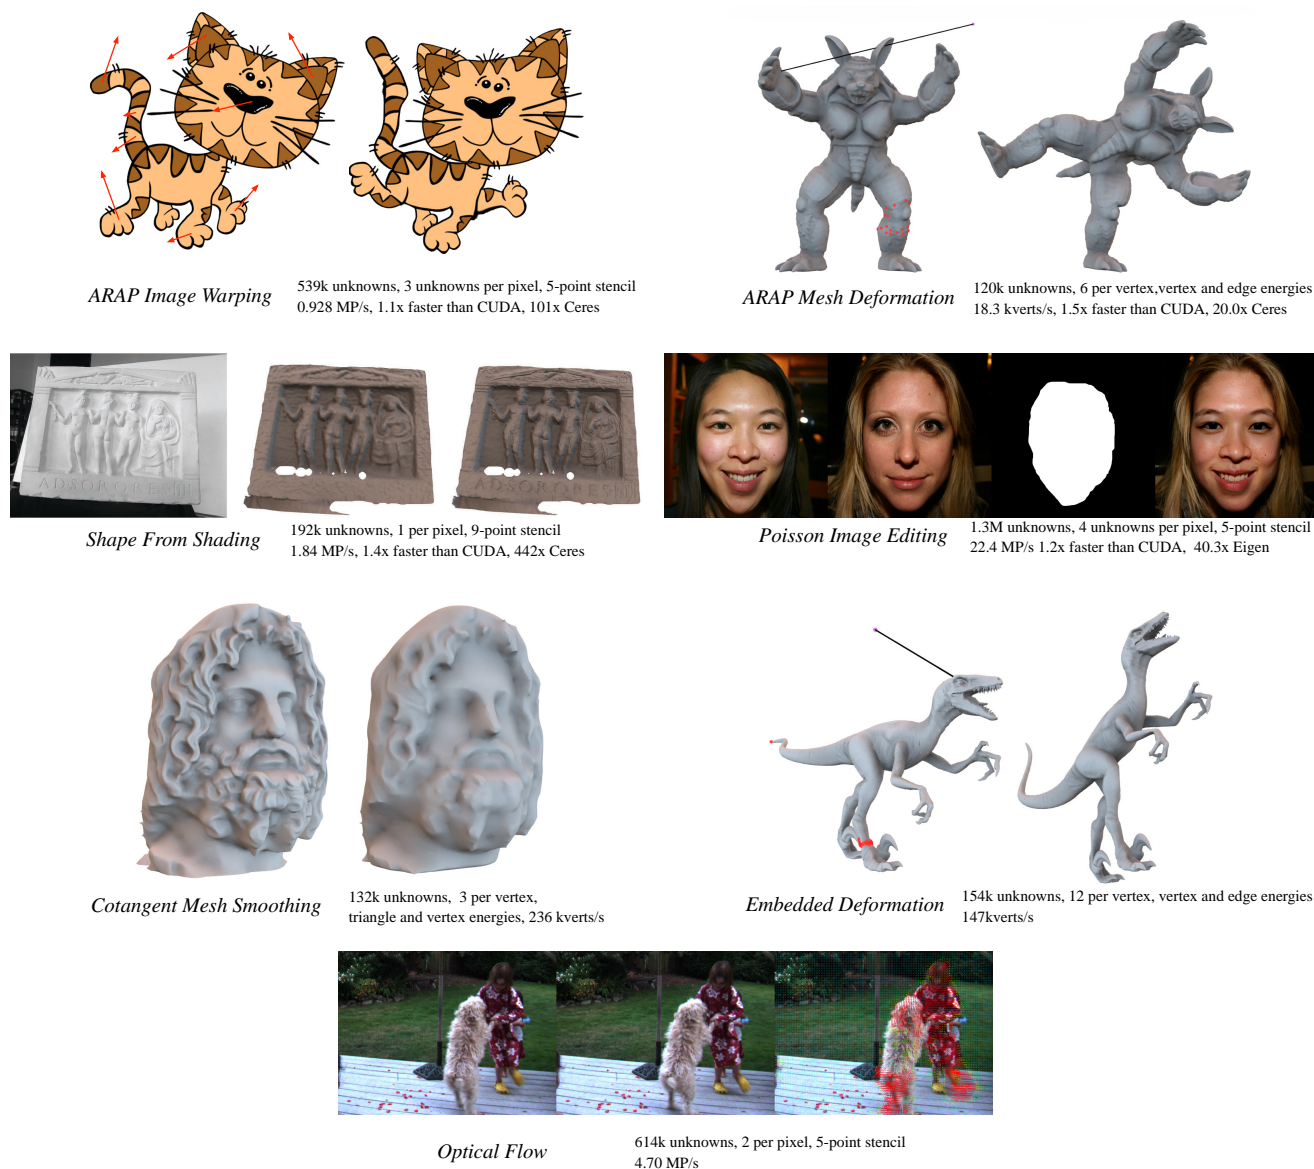 ARAP Image Warping
539k unknowns, 3 unknowns per pixel, 5-point stencil
0.928 MP/s, 1.1x faster than CUDA, 101x Ceres
ARAP Mesh Deformation
120k unknowns, 6 per vertex,vertex and edge energies
18.3 kverts/s, 1.5x faster than CUDA, 20.0x Ceres
Shape From Shading
192k unknowns, 1 per pixel, 9-point stencil
1.84 MP/s, 1.4x faster than CUDA, 442x Ceres
Poisson Image Editing
1.3M unknowns, 4 unknowns per pixel, 5-point stencil
22.4 MP/s 1.2x faster than CUDA, 40.3x Eigen
Cotangent Mesh Smoothing
132k unknowns, 3 per vertex,
triangle and vertex energies, 236 kverts/s
Embedded Deformation
154k unknowns, 12 per vertex, vertex and edge energies
147kverts/s
Optical Flow
614k unknowns, 2 per pixel, 5-point stencil
4.70 MP/s